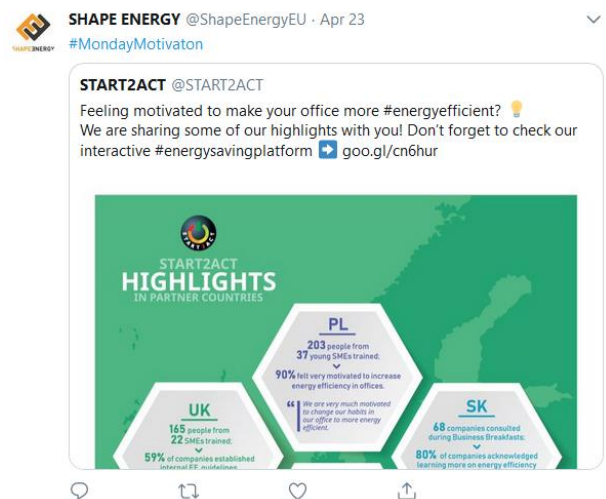 SHAPE ENERGY @ShapeEnergyEU · Apr 23
#MondayMotivaton
SHAPE ENERGY
START2ACT @START2ACT
Feeling motivated to make your office more #energyefficient?
We are sharing some of our highlights with you! Don't forget to check our
interactive #energysavingplatform goo.gl/cn6hur
START2ACT
START2ACT
HIGHLIGHTS
IN PARTNER COUNTRIES
PL
203 people from
37 young SMEs trained;
90% felt very motivated to increase
energy efficiency in offices.
“ We are very much motivated
to change our habits in
our office to more energy
efficient.
UK
165 people from
22 SMEs trained;
59% of companies established
internal EE guidelines
SK
68 companies consulted
during Business Breakfasts;
80% of companies acknowledged
learning more on energy efficiency